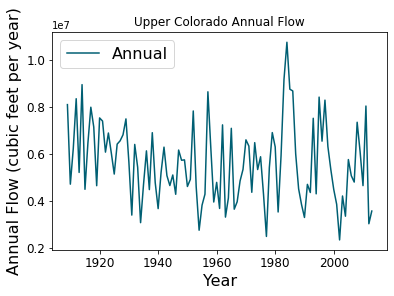 Upper Colorado Annual Flow
1e7
Annual
Annual Flow (cubic feet per year)
1.0
0.8
0.6
0.4
0.2
1920 1940 1960 1980 2000
Year